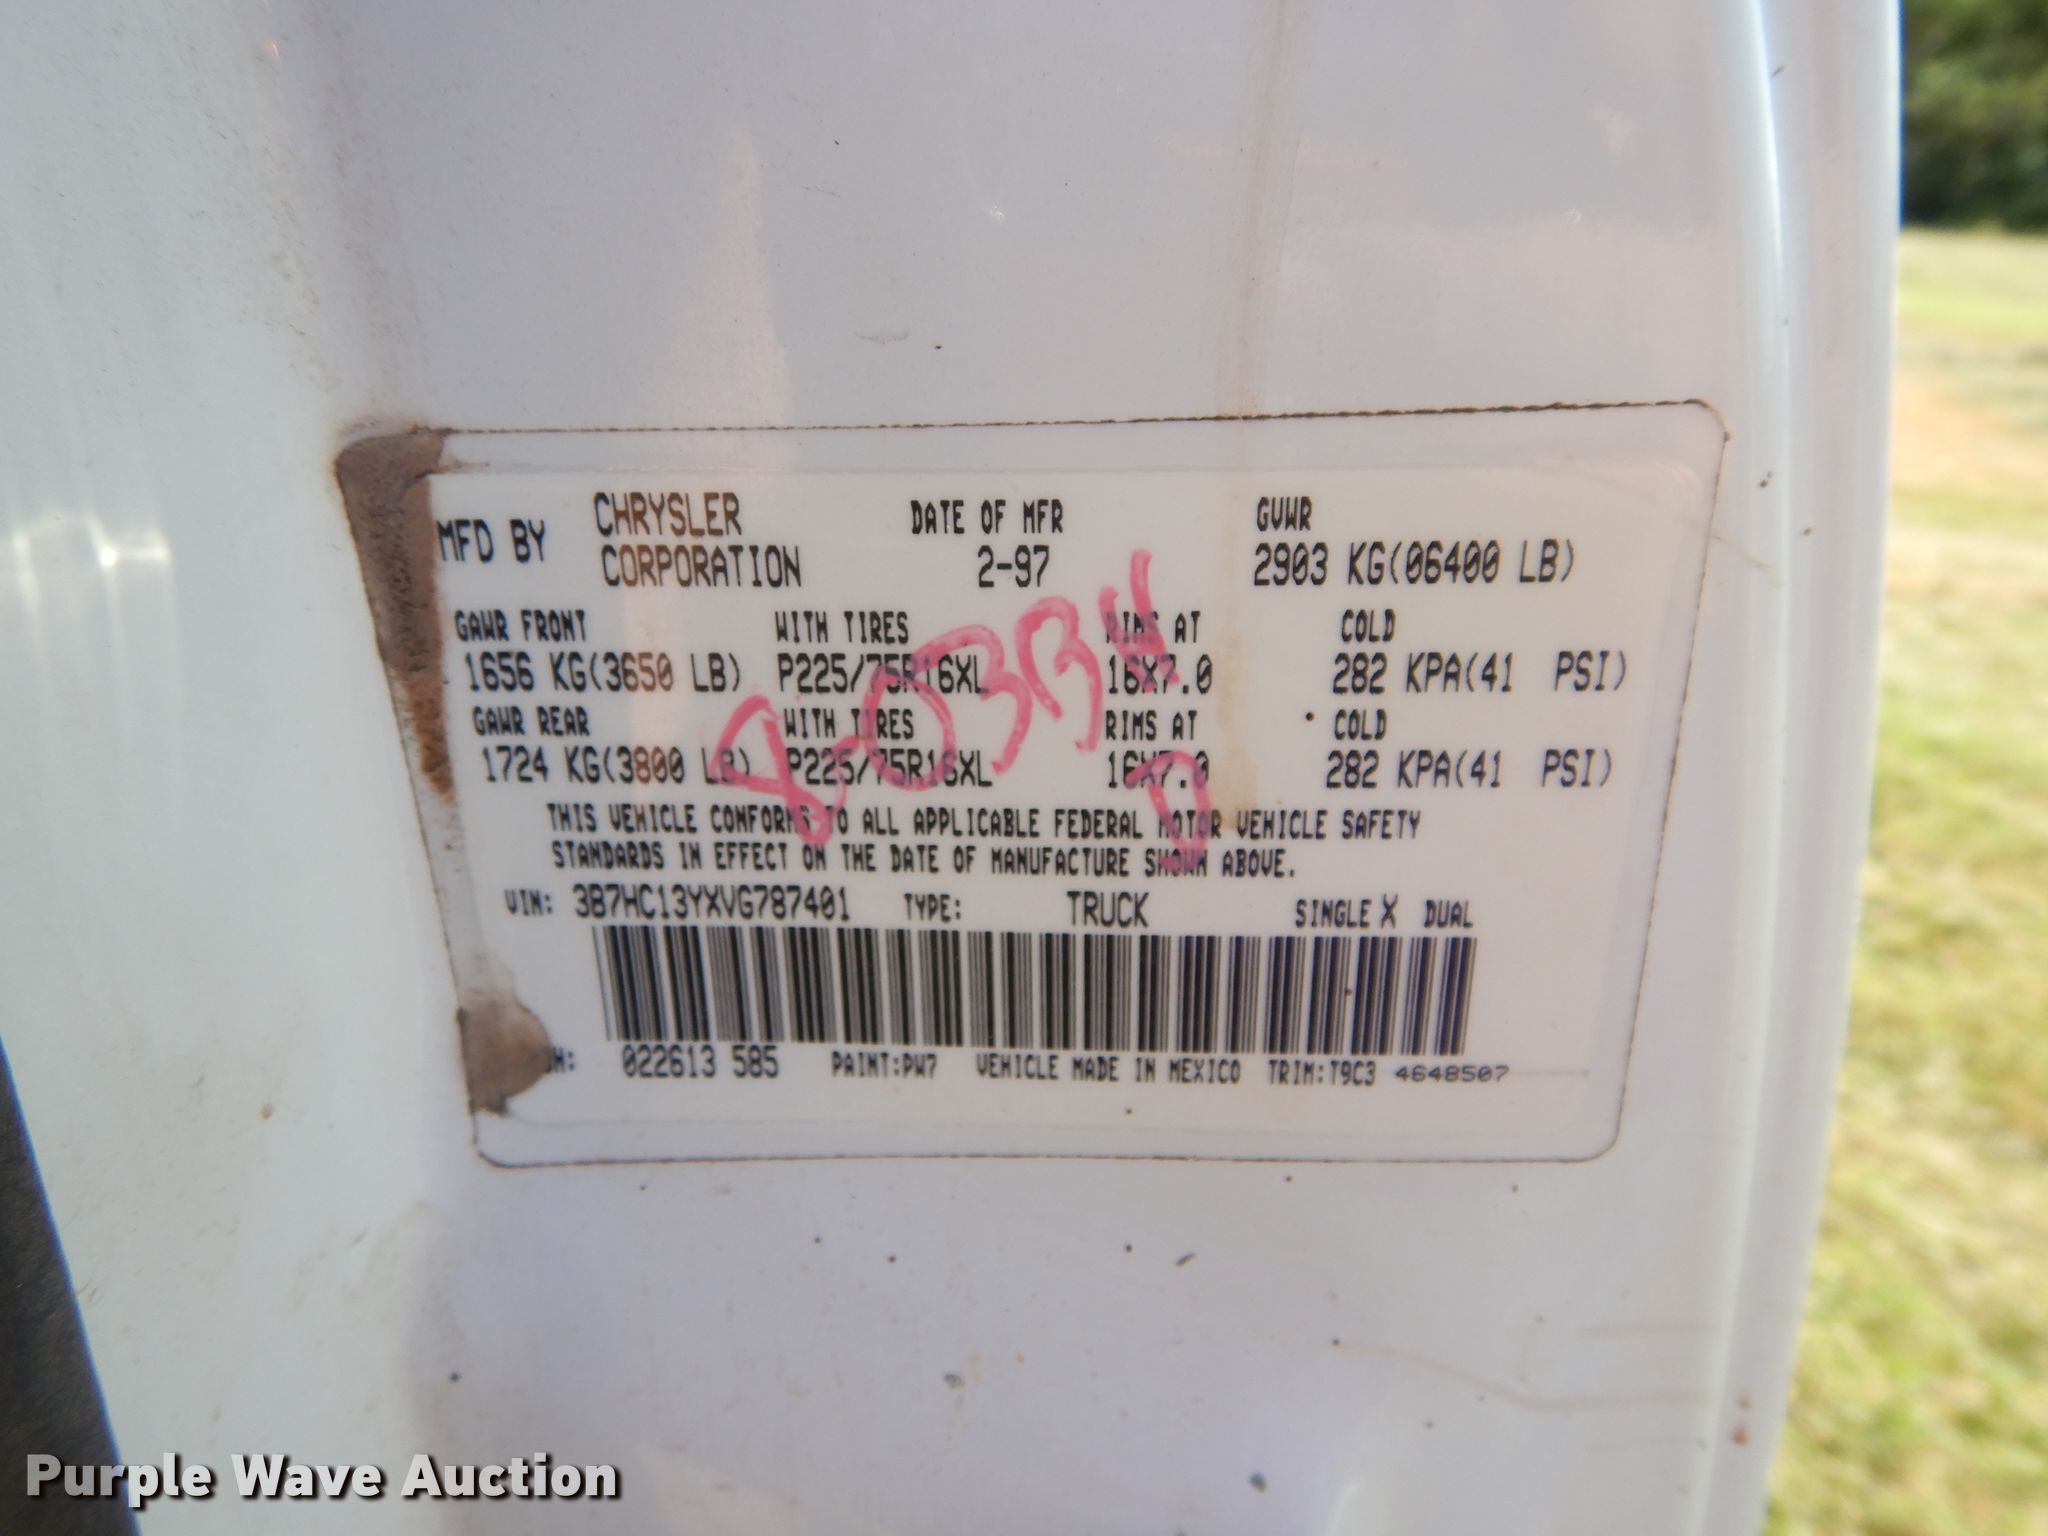 MFD BY CHRYSLER CORPORATION DATE OF MFR 2-97 GVWR 2903 KG(06400 LB)
GAWR FRONT WITH TIRES RIMS AT COLD
1656 KG(3650 LB) P225/75R16XL 16X7.0 282 KPA(41 PSI)
GAWR REAR WITH TIRES RIMS AT COLD
1724 KG(3800 LB) P225/75R16XL 16X7.0 282 KPA(41 PSI)
THIS VEHICLE CONFORMS TO ALL APPLICABLE FEDERAL MOTOR VEHICLE SAFETY
STANDARDS IN EFFECT ON THE DATE OF MANUFACTURE SHOWN ABOVE.
VIN: 3B7HC13YXVG787401 TYPE: TRUCK SINGLE X DUAL
022613 585 PAINT:PW7 VEHICLE MADE IN MEXICO TRIM:T9C3 4648507
Purple Wave Auction